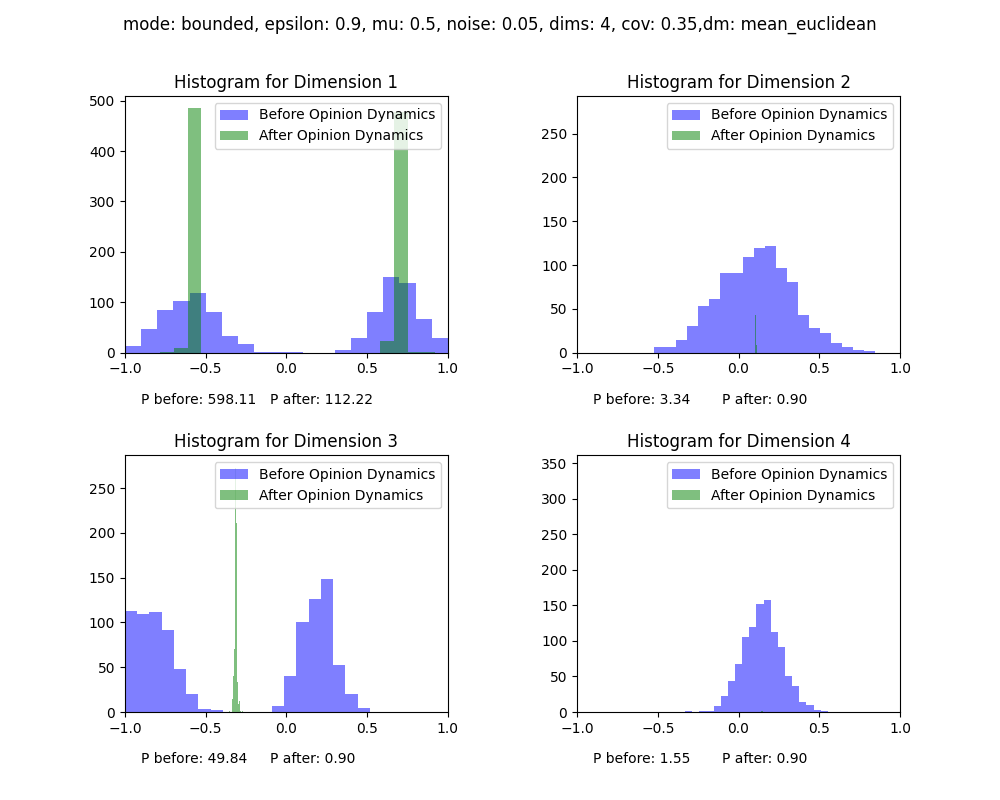 mode: bounded, epsilon: 0.9, mu: 0.5, noise: 0.05, dims: 4, cov: 0.35,dm: mean_euclidean
Histogram for Dimension 1
Before Opinion Dynamics
After Opinion Dynamics
500
400
300
200
100
0
−1.0 −0.5 0.0 0.5 1.0
P before: 598.11 P after: 112.22
Histogram for Dimension 2
Before Opinion Dynamics
After Opinion Dynamics
250
200
150
100
50
0
−1.0 −0.5 0.0 0.5 1.0
P before: 3.34 P after: 0.90
Histogram for Dimension 3
Before Opinion Dynamics
After Opinion Dynamics
250
200
150
100
50
0
−1.0 −0.5 0.0 0.5 1.0
P before: 49.84 P after: 0.90
Histogram for Dimension 4
Before Opinion Dynamics
After Opinion Dynamics
350
300
250
200
150
100
50
0
−1.0 −0.5 0.0 0.5 1.0
P before: 1.55 P after: 0.90